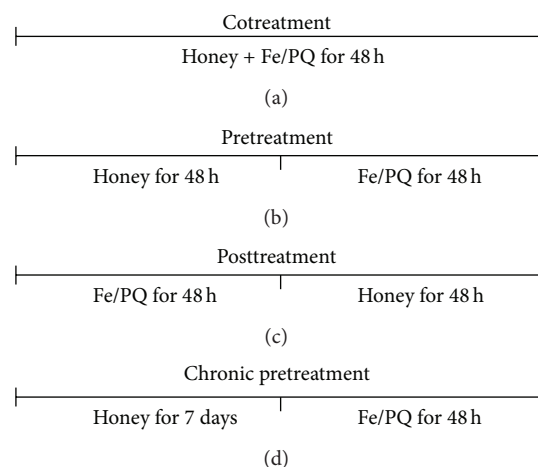 Cotreatment
Honey + Fe/PQ for 48 h
(a)
Pretreatment
Honey for 48 h Fe/PQ for 48 h
(b)
Posttreatment
Fe/PQ for 48 h Honey for 48 h
(c)
Chronic pretreatment
Honey for 7 days Fe/PQ for 48 h
(d)